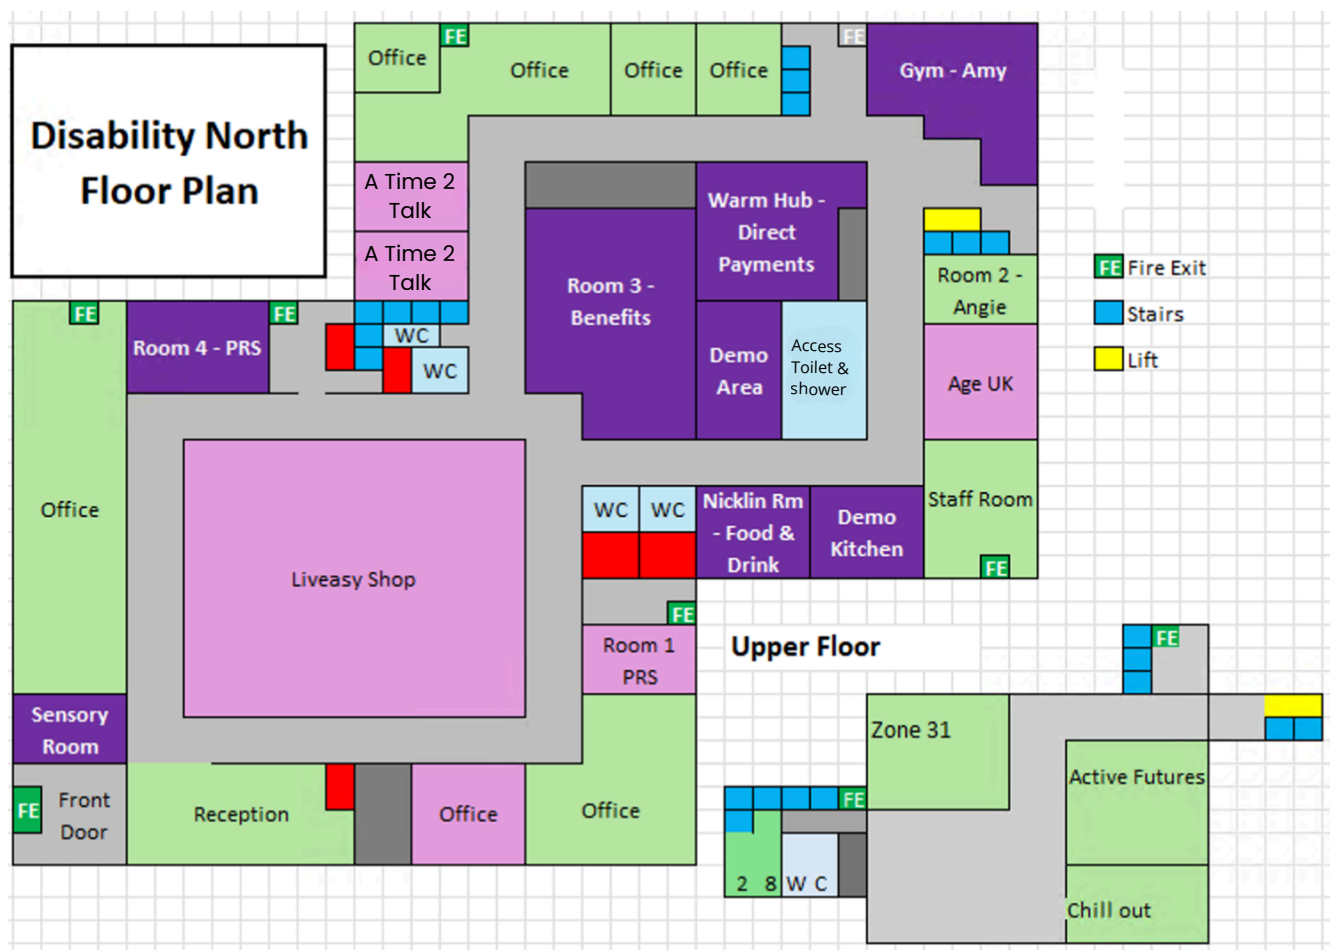 Disability North
Floor Plan
Office
FE
Office
Office
Office
FE
Gym - Amy
A Time 2
Talk
A Time 2
Talk
Warm Hub -
Direct
Payments
Room 3 -
Benefits
Room 2 -
Angie
FE Fire Exit
Stairs
Lift
FE
Room 4 - PRS
FE
WC
WC
Demo
Area
Access
Toilet &
shower
Age UK
Office
Liveasy Shop
WC
WC
Nicklin Rm
- Food &
Drink
Demo
Kitchen
Staff Room
FE
FE
Room 1
PRS
Sensory
Room
FE
Front
Door
Reception
Office
Office
Upper Floor
FE
Zone 31
Active Futures
FE
2 8
W C
Chill out